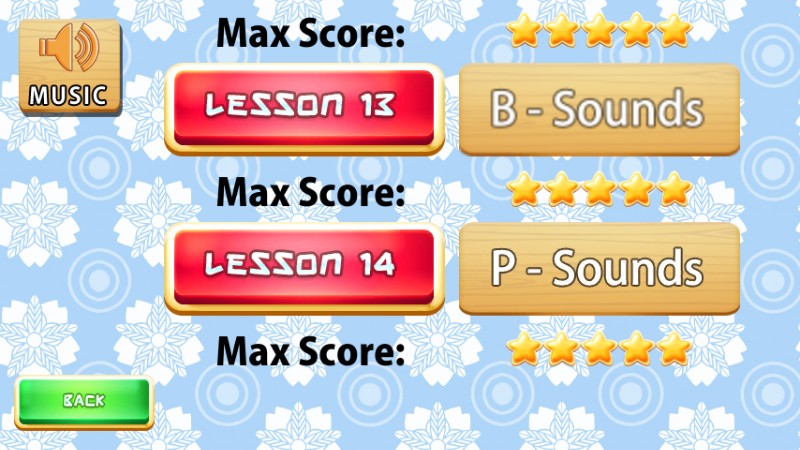 Max Score:
MUSIC
LESSON 13
B - Sounds
Max Score:
LESSON 14
P - Sounds
Max Score:
BACK